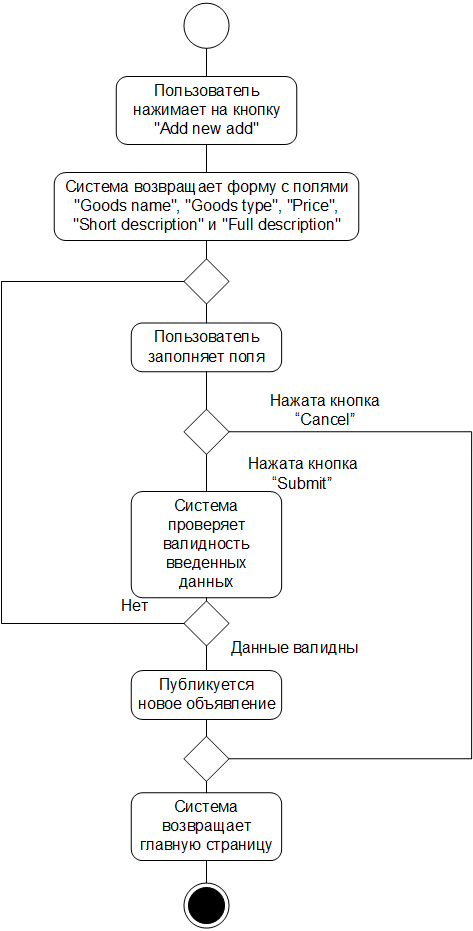 Пользователь
нажимает на кнопку
"Add new add"
Система возвращает форму с полями
"Goods name", "Goods type", "Price",
"Short description" и "Full description"
Пользователь
заполняет поля
Нажата кнопка
“Cancel”
Нажата кнопка
“Submit”
Система
проверяет
валидность
введенных
данных
Нет
Данные валидны
Публикуется
новое объявление
Система
возвращает
главную страницу